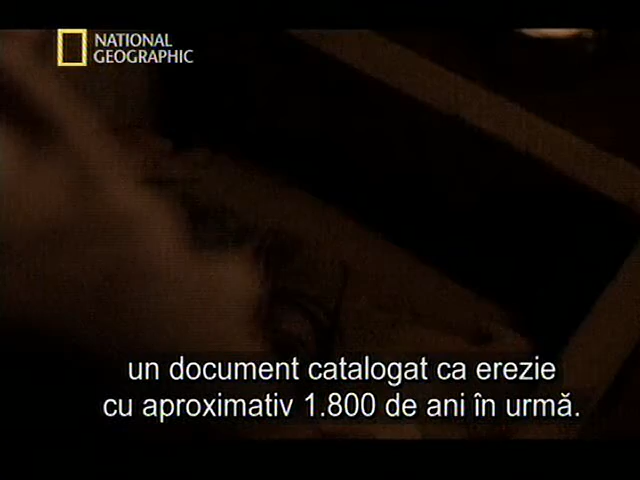 NATIONAL
GEOGRAPHIC
un document catalogat ca erezie
cu aproximativ 1.800 de ani în urmă.